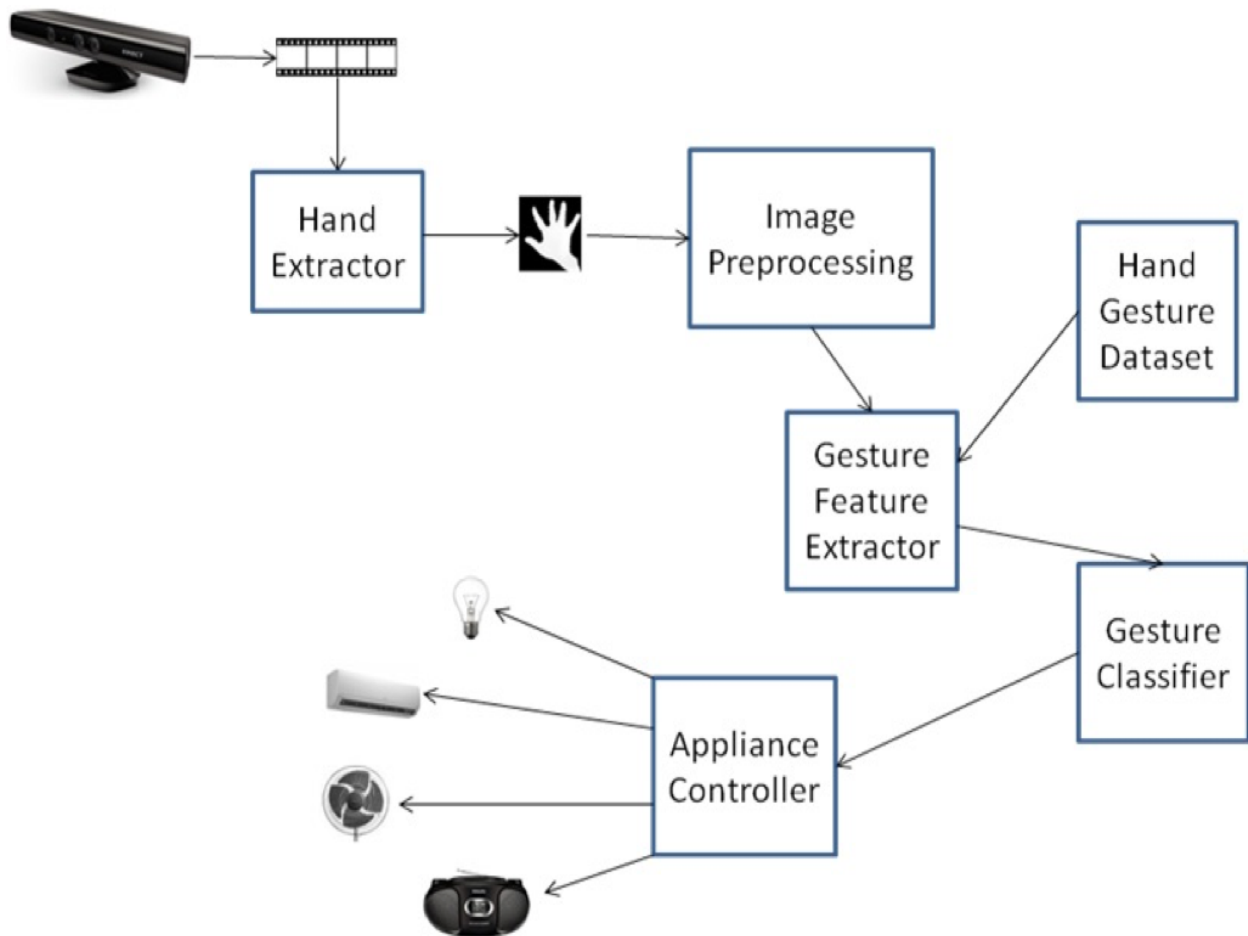 Hand
Extractor
Image
Preprocessing
Hand
Gesture
Dataset
Gesture
Feature
Extractor
Gesture
Classifier
Appliance
Controller